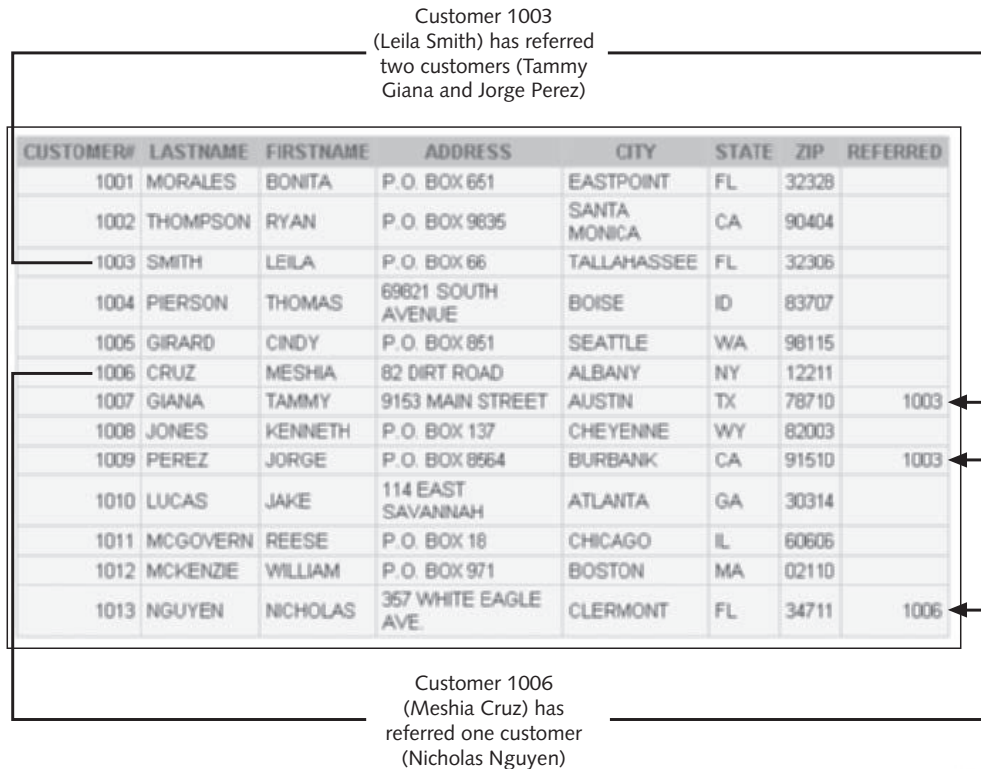 Customer 1003
(Leila Smith) has referred
two customers (Tammy
Giana and Jorge Perez)
CUSTOMER# LASTNAME FIRSTNAME ADDRESS CITY STATE ZIP REFERRED
1001 MORALES BONITA P.O. BOX 651 EASTPOINT FL 32328
1002 THOMPSON RYAN P.O. BOX 9835 SANTA
MONICA CA 90404
1003 SMITH LEILA P.O. BOX 66 TALLAHASSEE FL 32306
1004 PIERSON THOMAS 69821 SOUTH
AVENUE BOISE ID 83707
1005 GIRARD CINDY P.O. BOX 851 SEATTLE WA 98115
1006 CRUZ MESHIA 82 DIRT ROAD ALBANY NY 12211
1007 GIANA TAMMY 9153 MAIN STREET AUSTIN TX 78710 1003
1008 JONES KENNETH P.O. BOX 137 CHEYENNE WY 82003
1009 PEREZ JORGE P.O. BOX 8564 BURBANK CA 91510 1003
1010 LUCAS JAKE 114 EAST
SAVANNAH ATLANTA GA 30314
1011 MCGOVERN REESE P.O. BOX 18 CHICAGO IL 60606
1012 MCKENZIE WILLIAM P.O. BOX 971 BOSTON MA 02110
1013 NGUYEN NICHOLAS 357 WHITE EAGLE
AVE. CLERMONT FL 34711 1006
Customer 1006
(Meshia Cruz) has
referred one customer
(Nicholas Nguyen)